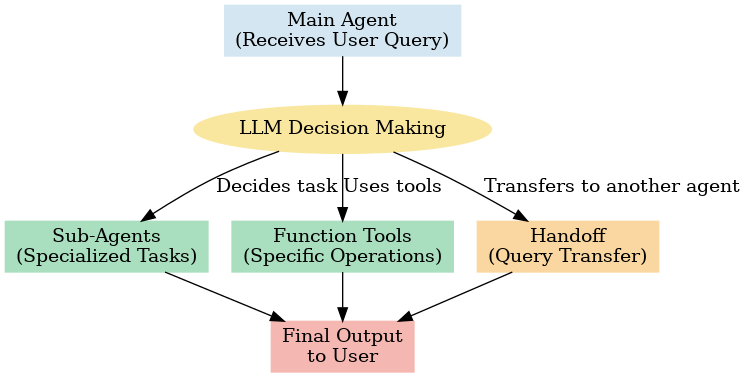 Main Agent
(Receives User Query)
LLM Decision Making
Decides task
Uses tools
Transfers to another agent
Sub-Agents
(Specialized Tasks)
Function Tools
(Specific Operations)
Handoff
(Query Transfer)
Final Output
to User